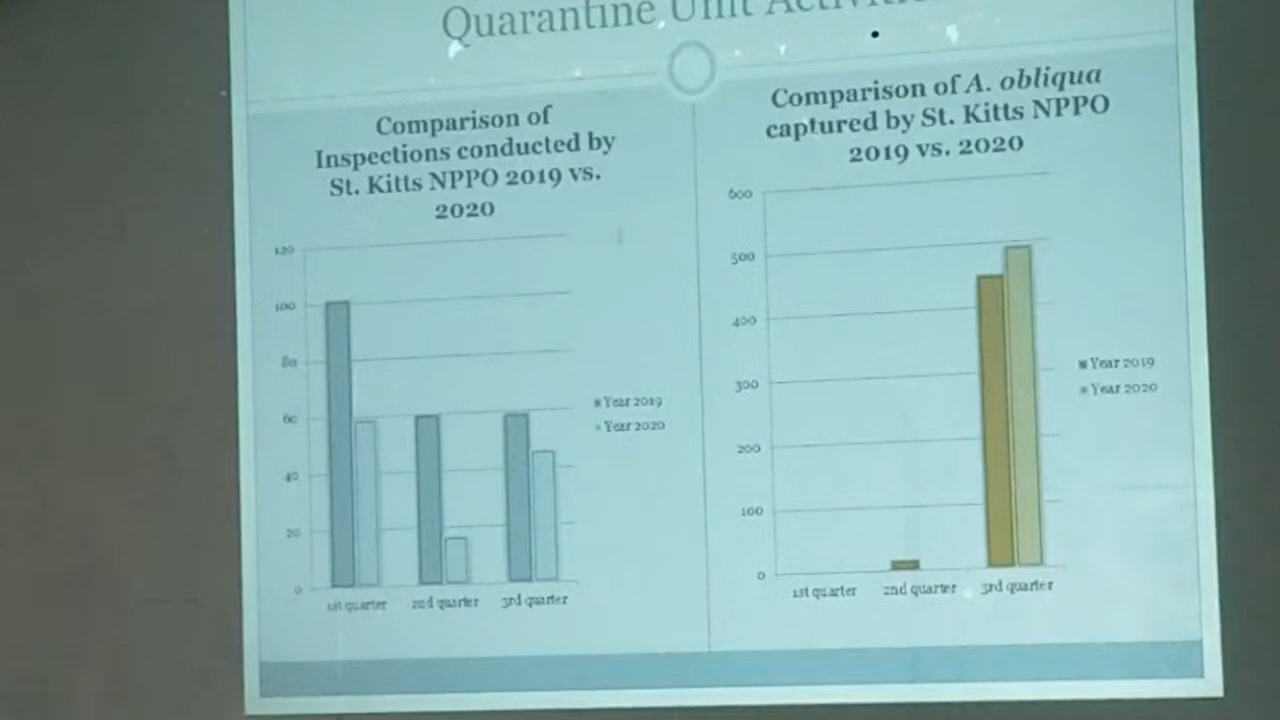 Quarantine Unit
Comparison of
Inspections conducted by
St. Kitts NPPO 2019 vs.
2020
120
100
80
60
40
20
0
1st quarter
2nd quarter
3rd quarter
Year 2019
Year 2020
Comparison of A. obliqua
captured by St. Kitts NPPO
2019 vs. 2020
600
500
400
300
200
100
0
1st quarter
2nd quarter
3rd quarter
Year 2019
Year 2020